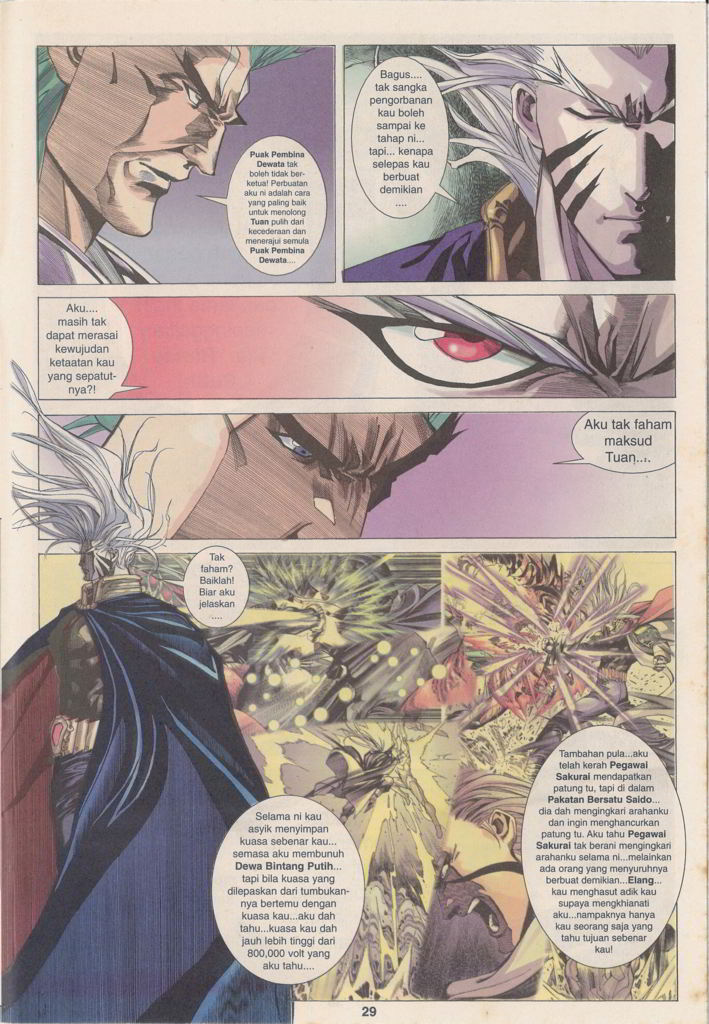 Puak Pembina
Dewata tak
boleh tidak ber-
ketua! Perbuatan
aku ni adalah cara
yang paling baik
untuk menolong
Tuan pulih dari
kecederaan dan
menerajui semula
Puak Pembina
Dewata....
Bagus....
tak sangka
pengorbanan
kau boleh
sampai ke
tahap ni...
tapi... kenapa
selepas kau
berbuat
demikian
....
Aku....
masih tak
dapat merasai
kewujudan
ketaatan kau
yang sepatut-
nya?!
Aku tak faham
maksud
Tuan....
Tak
faham?
Baiklah!
Biar aku
jelaskan
....
Selama ni kau
asyik menyimpan
kuasa sebenar kau...
semasa aku membunuh
Dewa Bintang Putih...
tapi bila kuasa yang
dilepaskan dari tumbukan-
nya bertemu dengan
kuasa kau...aku dah
tahu...kuasa kau dah
jauh lebih tinggi dari
800,000 volt yang
aku tahu....
Tambahan pula...aku
telah kerah Pegawai
Sakurai mendapatkan
patung tu, tapi di dalam
Pakatan Bersatu Saido...
dia dah mengingkari arahanku
dan ingin menghancurkan
patung tu. Aku tahu Pegawai
Sakurai tak berani mengingkari
arahanku selama ni...melainkan
ada orang yang menyuruhnya
berbuat demikian...Elang...
kau menghasut adik kau
supaya mengkhianati
aku...nampaknya hanya
kau seorang saja yang
tahu tujuan sebenar
kau!
29